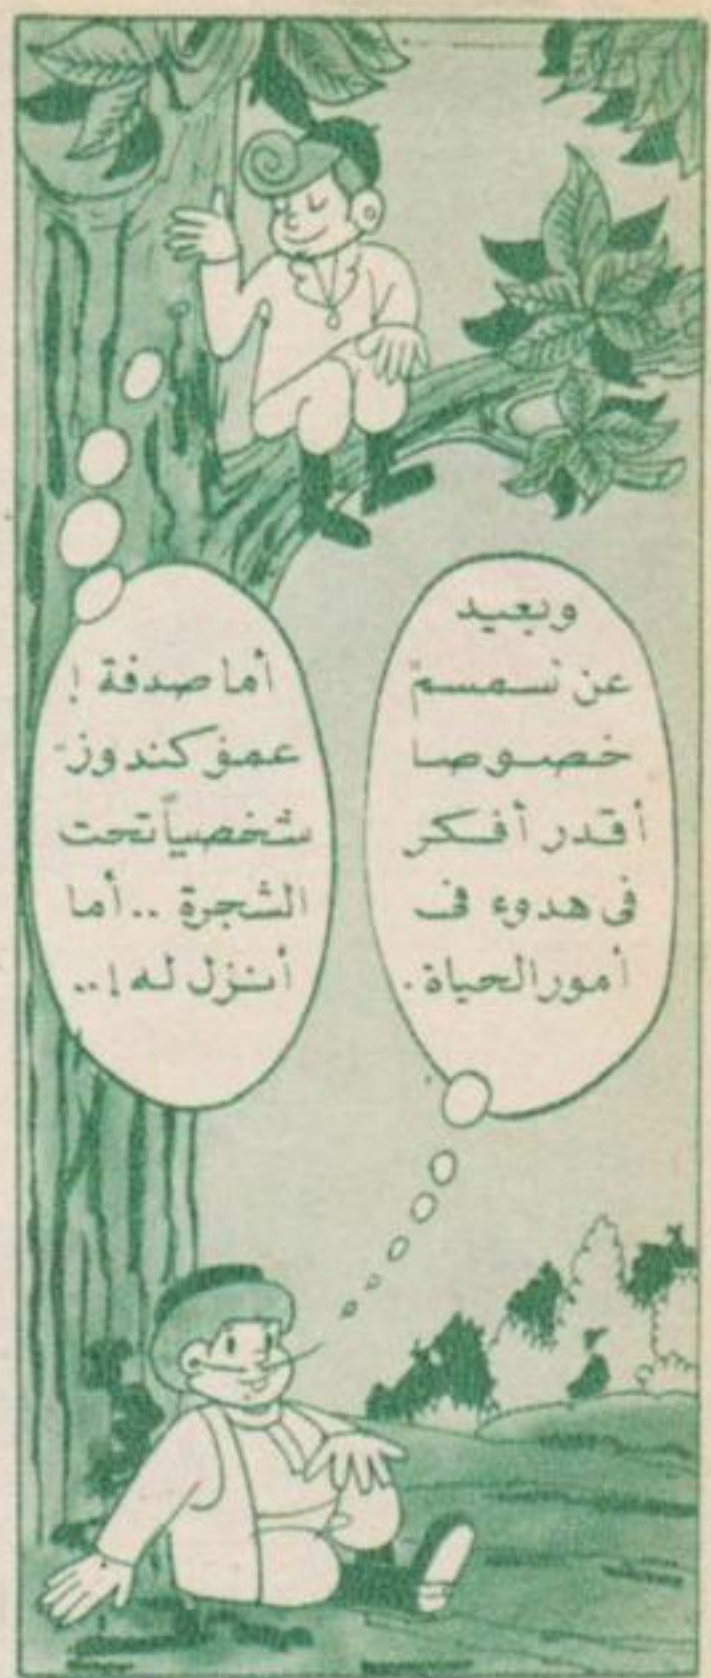 وبعيد
عن سمسم
خصوصاً
أقدر أفكر
فى هدوء فى
أمور الحياة .
أما صدفة !
عمو كندوز
شخصياً تحت
الشجرة .. أما
أنزل له ! ..